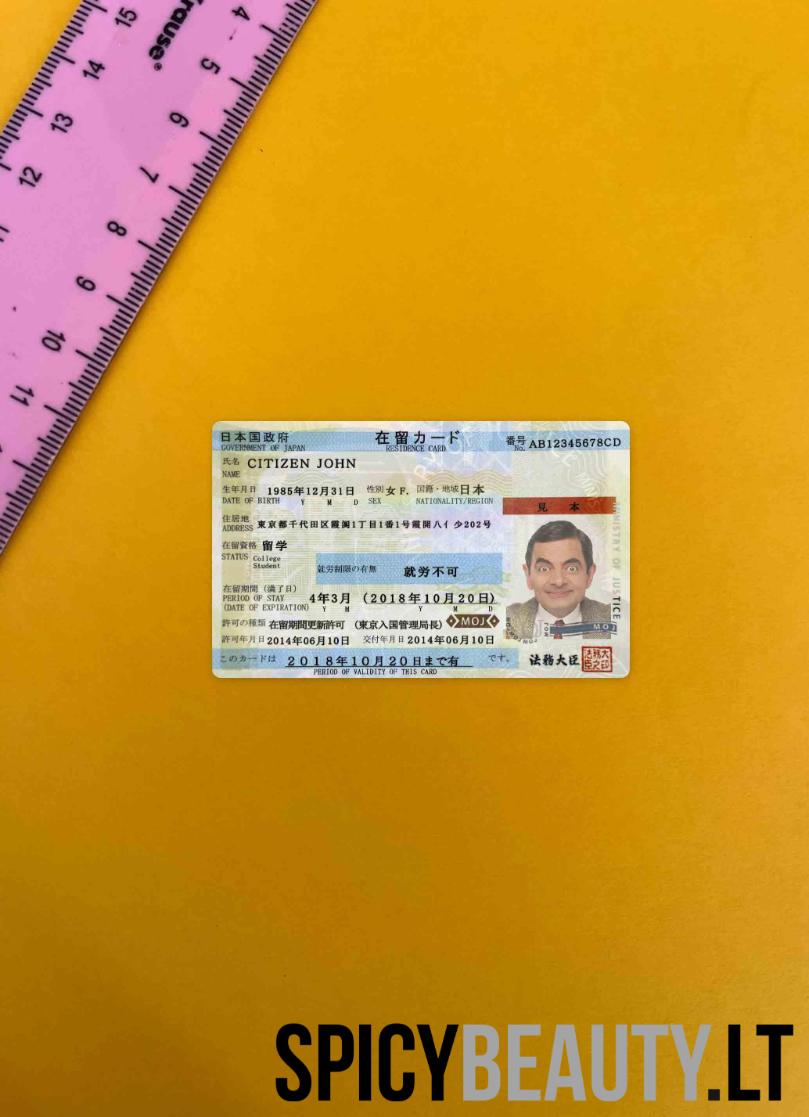 Krause®
15
14
13
12
11
4
5
6
7
8
9
10
11
日本国政府 在留カード 番号 AB12345678CD
GOVERNMENT OF JAPAN RESIDENCE CARD No.
氏名 CITIZEN JOHN
NAME
生年月日 1985年12月31日 性別 女 F. 国籍・地域 日本
DATE OF BIRTH Y M D SEX NATIONALITY/REGION
見本
住居地
ADDRESS 東京都千代田区霞 1丁目1番1号霞 202号
在留資格 留学
STATUS College
Student
就労制限の有無 就労不可
在留期間(満了日)
PERIOD OF STAY 4年3月 (2018年10月20日)
(DATE OF EXPIRATION) Y M Y M D
許可の種類 在留期間更新許可 (東京入国管理局長) MOJ
許可年月日 2014年06月10日 交付年月日 2014年06月10日
このカードは 2018年10月20日まで有 です。
PERIOD OF VALIDITY OF THIS CARD
法務大臣
MINISTRY OF JUSTICE
MOJ
SPICYBEAUTY.LT